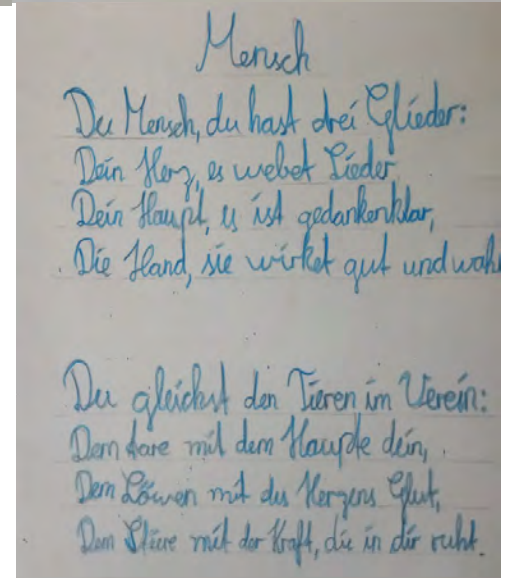 Mensch
Du Mensch, du hast drei Glieder:
Dein Herz, es webet Lieder
Dein Haupt, es ist gedankenklar,
Die Hand, sie wirket gut und wah
Du gleichst den Tieren im Verein:
Dem Aare mit dem Haupte dein,
Dem Löwen mit des Herzens Glut,
Dem Stiere mit der Kraft, die in dir ruht.